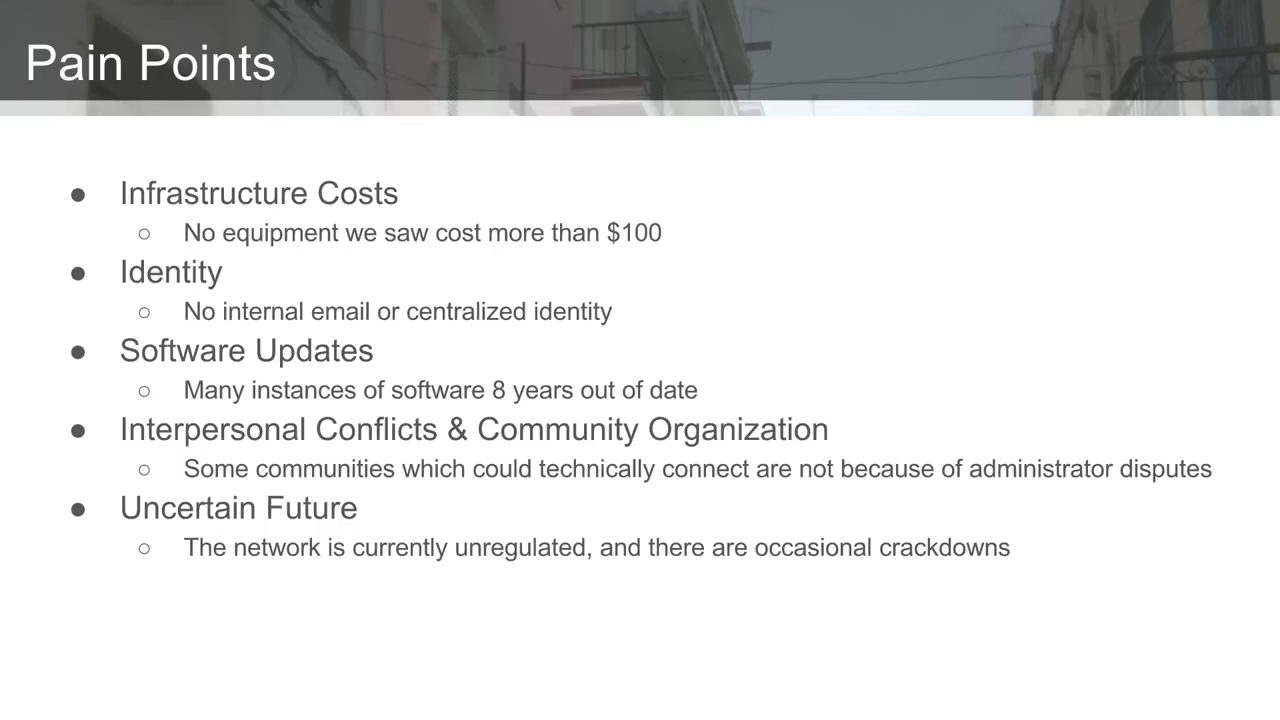 Pain Points
● Infrastructure Costs
○ No equipment we saw cost more than $100
● Identity
○ No internal email or centralized identity
● Software Updates
○ Many instances of software 8 years out of date
● Interpersonal Conflicts & Community Organization
○ Some communities which could technically connect are not because of administrator disputes
● Uncertain Future
○ The network is currently unregulated, and there are occasional crackdowns